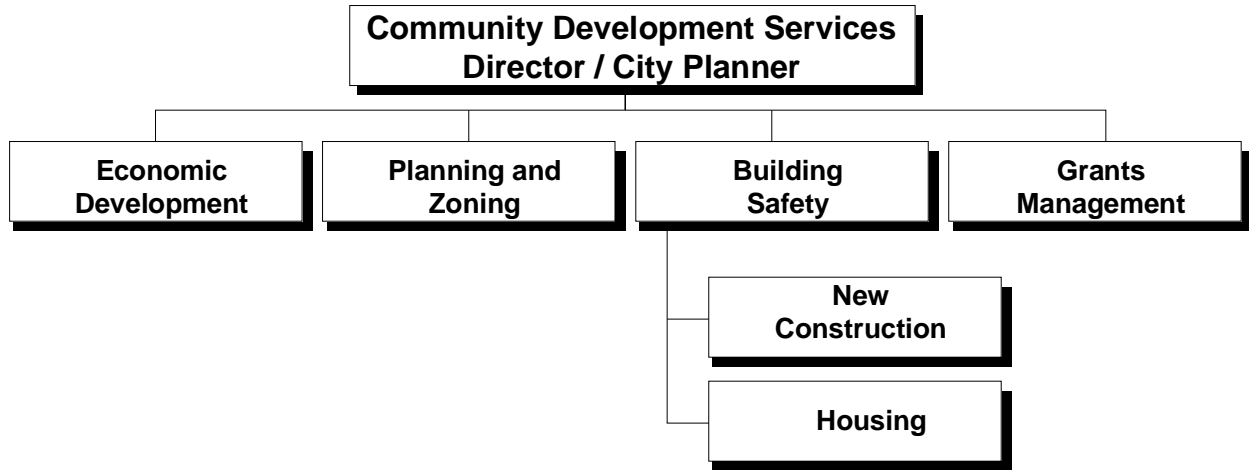 Community Development Services
Director / City Planner
Economic
Development
Planning and
Zoning
Building
Safety
Grants
Management
New
Construction
Housing